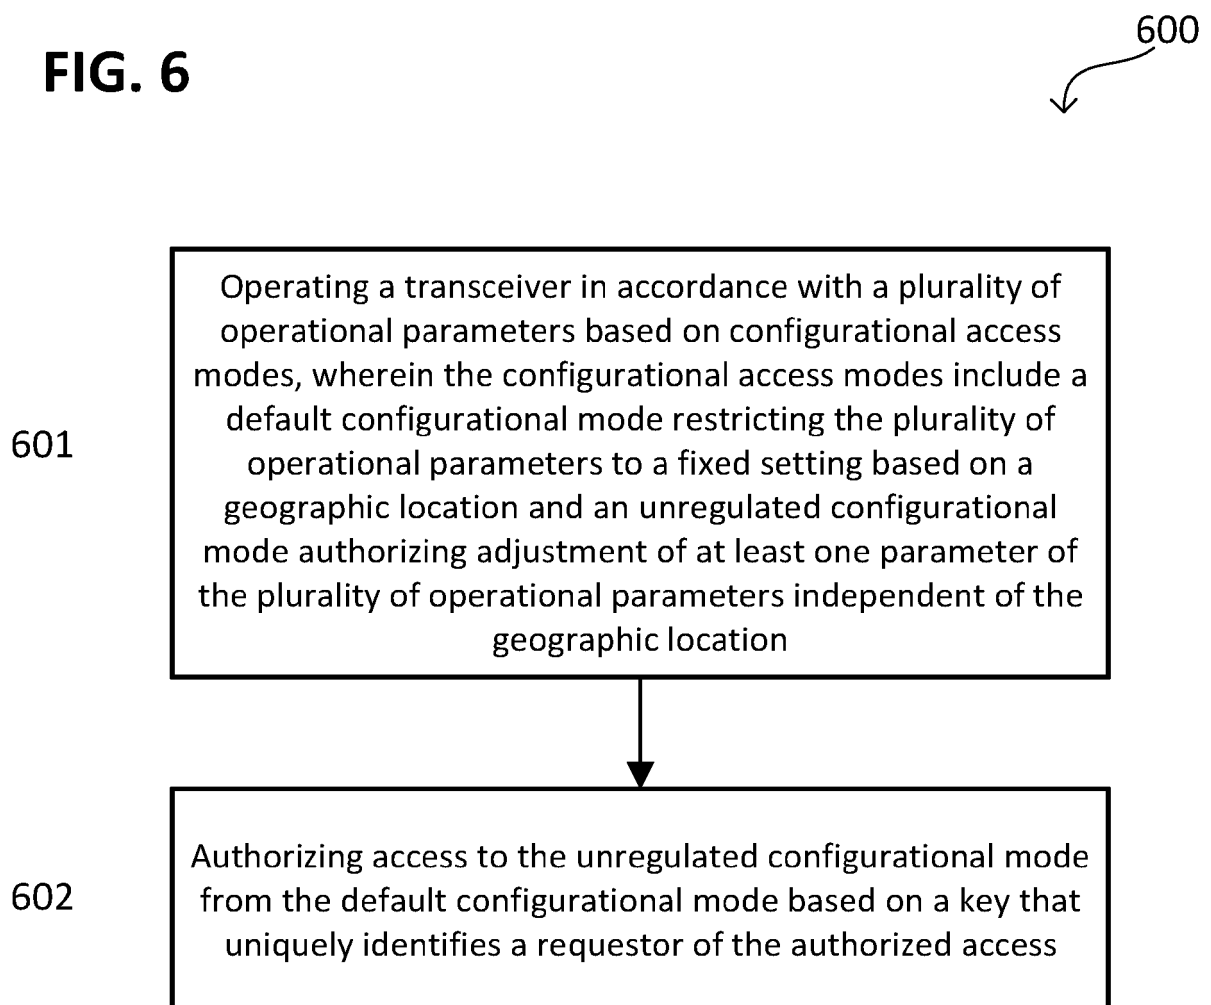 600
FIG. 6
Operating a transceiver in accordance with a plurality of
operational parameters based on configurational access
modes, wherein the configurational access modes include a
default configurational mode restricting the plurality of
601
operational parameters to a fixed setting based on a
geographic location and an unregulated configurational
mode authorizing adjustment of at least one parameter of
the plurality of operational parameters independent of the
geographic location
Authorizing access to the unregulated configurational mode
602
from the default configurational mode based on a key that
uniquely identifies a requestor of the authorized access